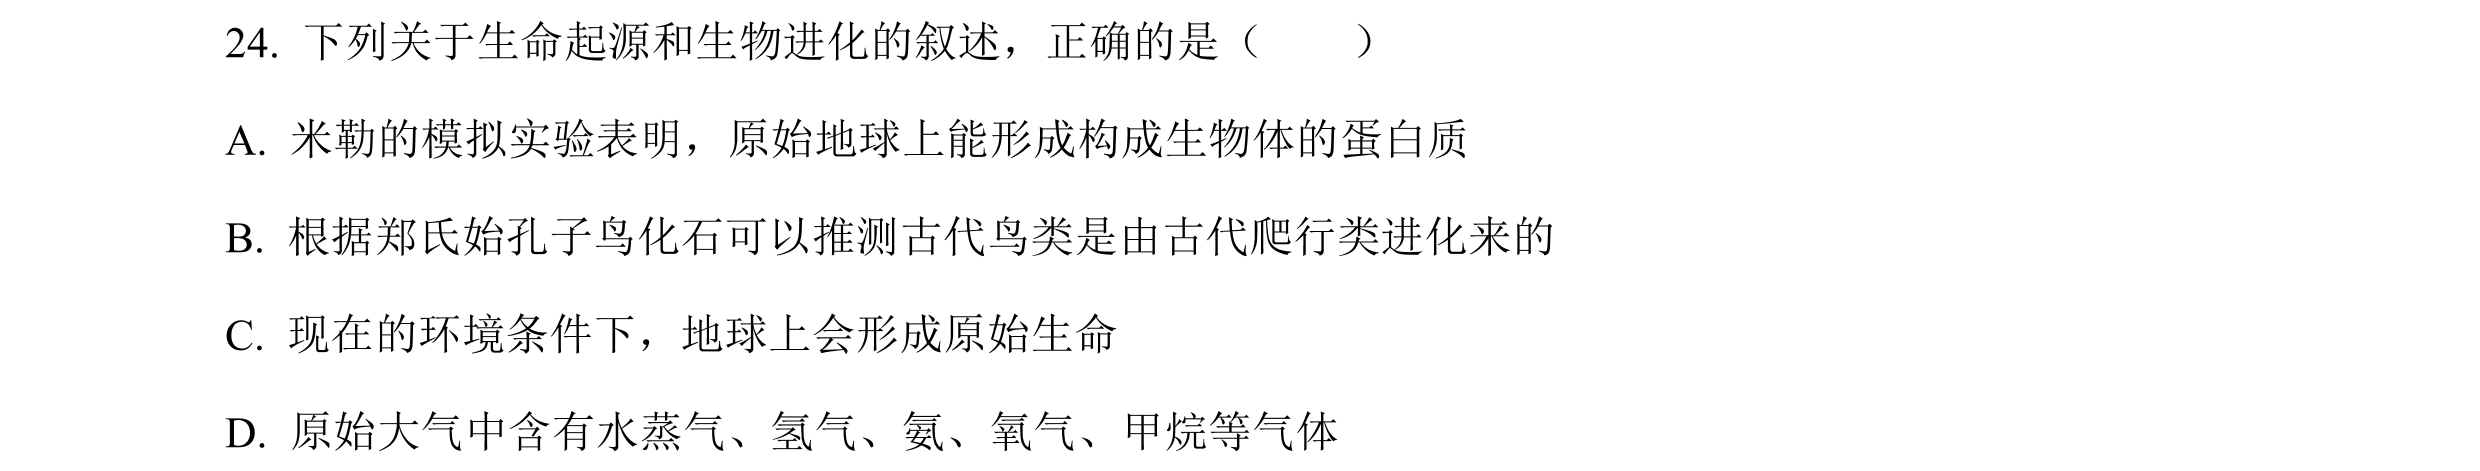 24. 下列关于生命起源和生物进化的叙述，正确的是（　　）
A. 米勒的模拟实验表明，原始地球上能形成构成生物体的蛋白质
B. 根据郑氏始孔子鸟化石可以推测古代鸟类是由古代爬行类进化来的
C. 现在的环境条件下，地球上会形成原始生命
D. 原始大气中含有水蒸气、氢气、氨、氧气、甲烷等气体